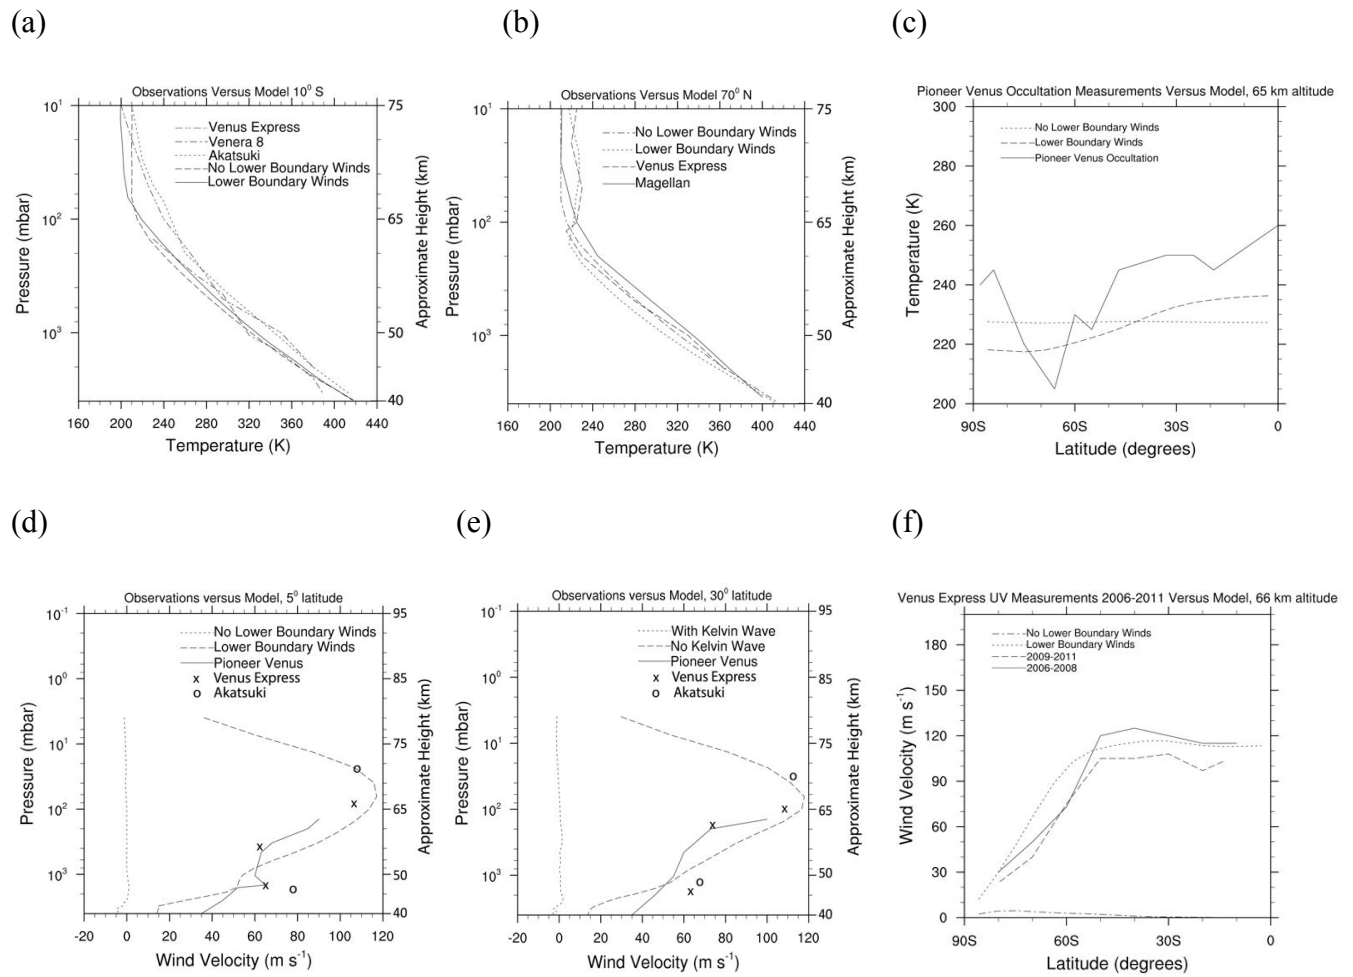 (a)
(b)
(c)
Observations Versus Model 10⁰ S
Pressure (mbar)
10¹
10²
10³
Venus Express
Venera 8
Akatsuki
No Lower Boundary Winds
Lower Boundary Winds
75
65
50
40
Approximate Height (km)
160 200 240 280 320 360 400 440
Temperature (K)
Observations Versus Model 70⁰ N
Pressure (mbar)
10¹
10²
10³
No Lower Boundary Winds
Lower Boundary Winds
Venus Express
Magellan
75
65
50
40
Approximate Height (km)
160 200 240 280 320 360 400 440
Temperature (K)
Pioneer Venus Occultation Measurements Versus Model, 65 km altitude
Temperature (K)
300
280
260
240
220
200
No Lower Boundary Winds
Lower Boundary Winds
Pioneer Venus Occultation
90S 60S 30S 0
Latitude (degrees)
(d)
(e)
(f)
Observations versus Model, 5⁰ latitude
Pressure (mbar)
10⁻¹
10⁰
10¹
10²
10³
No Lower Boundary Winds
Lower Boundary Winds
Pioneer Venus
x Venus Express
o Akatsuki
95
85
75
65
50
40
Approximate Height (km)
-20 0 20 40 60 80 100 120
Wind Velocity (m s⁻¹)
Observations versus Model, 30⁰ latitude
Pressure (mbar)
10⁻¹
10⁰
10¹
10²
10³
With Kelvin Wave
No Kelvin Wave
Pioneer Venus
x Venus Express
o Akatsuki
95
85
75
65
50
40
Approximate Height (km)
-20 0 20 40 60 80 100 120
Wind Velocity (m s⁻¹)
Venus Express UV Measurements 2006-2011 Versus Model, 66 km altitude
Wind Velocity (m s⁻¹)
180
150
120
90
60
30
0
No Lower Boundary Winds
Lower Boundary Winds
2009-2011
2006-2008
90S 60S 30S 0
Latitude (degrees)